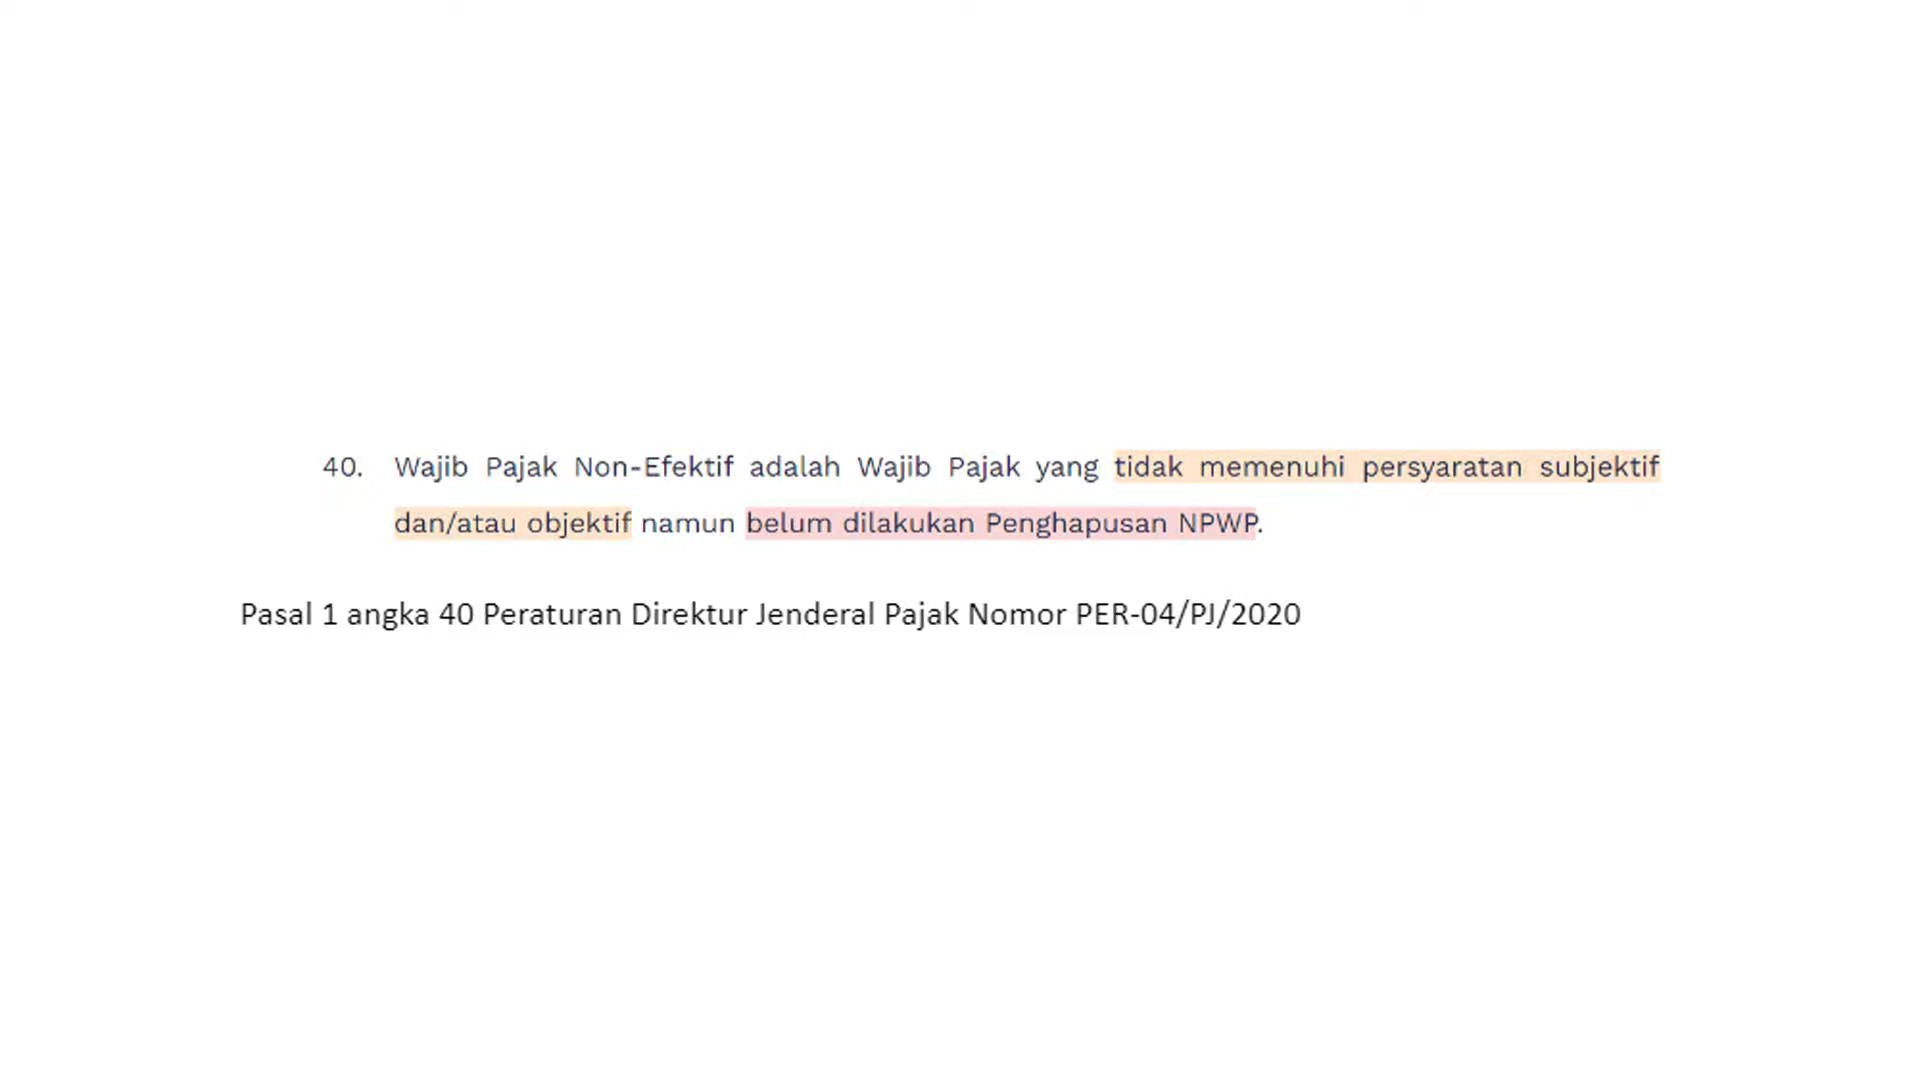 40. Wajib Pajak Non-Efektif adalah Wajib Pajak yang tidak memenuhi persyaratan subjektif
dan/atau objektif namun belum dilakukan Penghapusan NPWP.
Pasal 1 angka 40 Peraturan Direktur Jenderal Pajak Nomor PER-04/PJ/2020